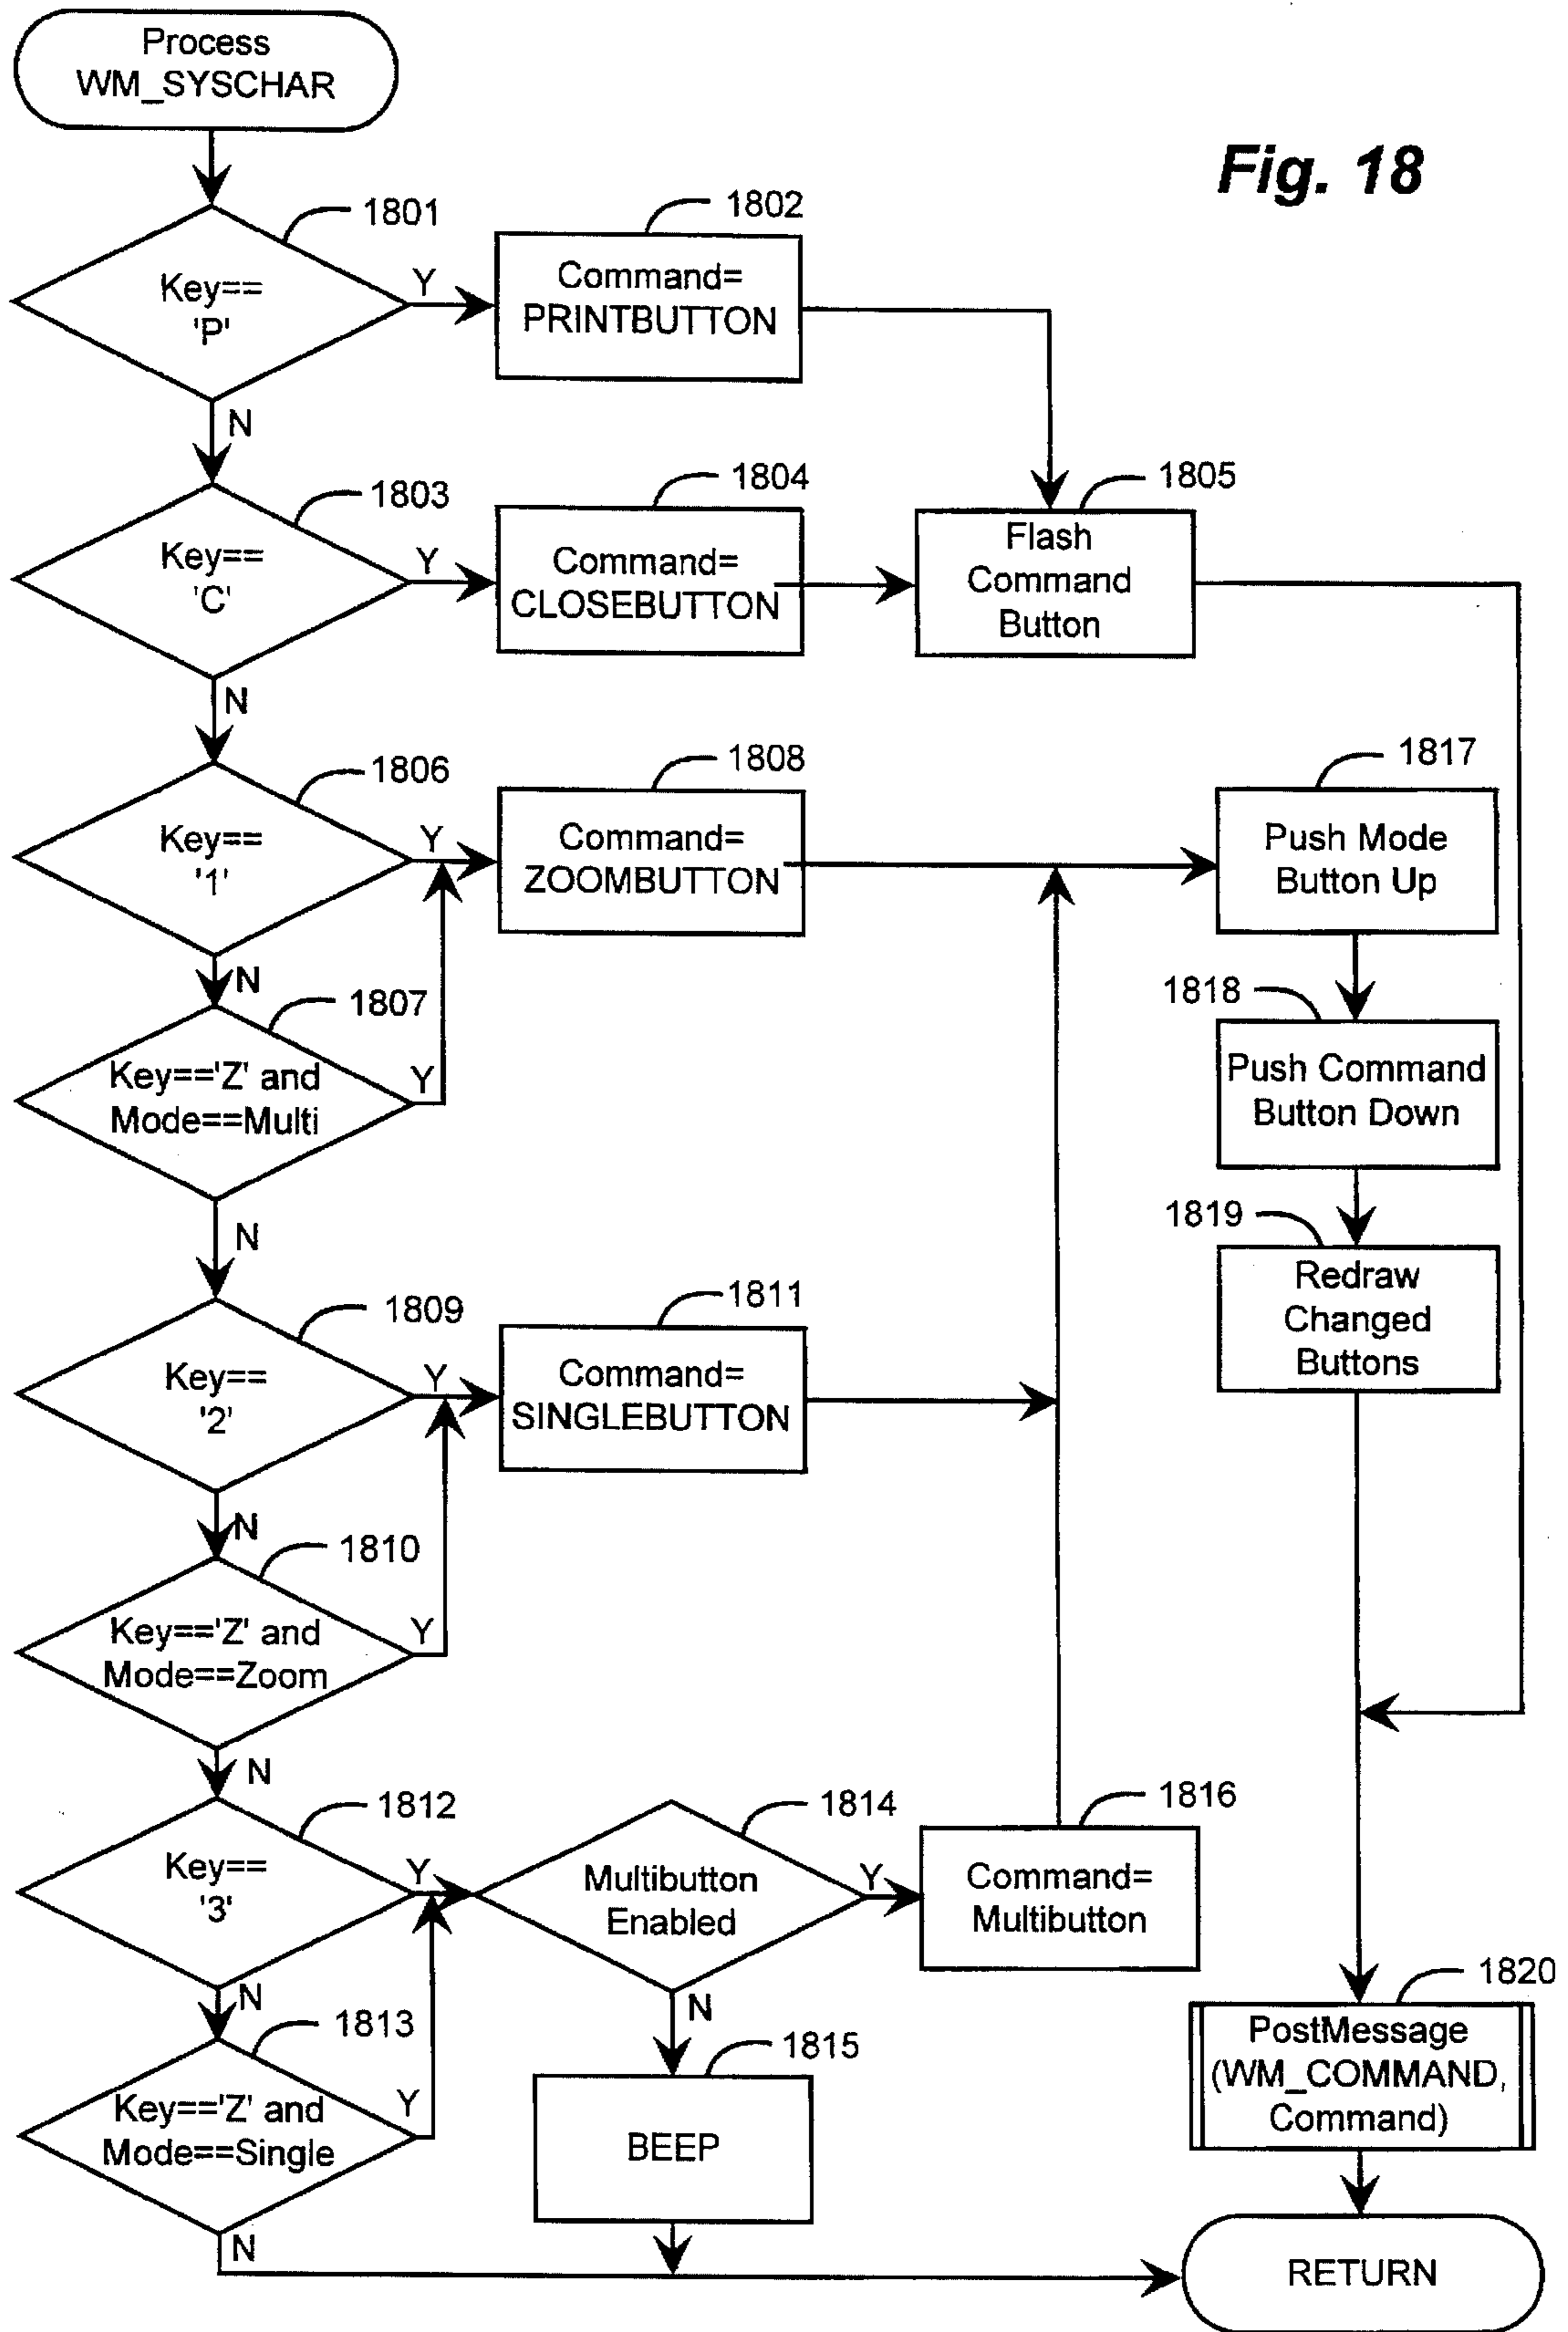 Process
WM_SYSCHAR
Fig. 18
1801
Key==
'P'
Y
N
1802
Command=
PRINTBUTTON
1803
Key==
'C'
Y
N
1804
Command=
CLOSEBUTTON
1805
Flash
Command
Button
1806
Key==
'1'
Y
N
1808
Command=
ZOOMBUTTON
1817
Push Mode
Button Up
1807
Key=='Z' and
Mode==Multi
Y
N
1818
Push Command
Button Down
1819
Redraw
Changed
Buttons
1809
Key==
'2'
Y
N
1811
Command=
SINGLEBUTTON
1810
Key=='Z' and
Mode==Zoom
Y
N
1812
Key==
'3'
Y
N
1814
Multibutton
Enabled
Y
N
1816
Command=
Multibutton
1813
Key=='Z' and
Mode==Single
Y
N
1815
BEEP
1820
PostMessage
(WM_COMMAND,
Command)
RETURN